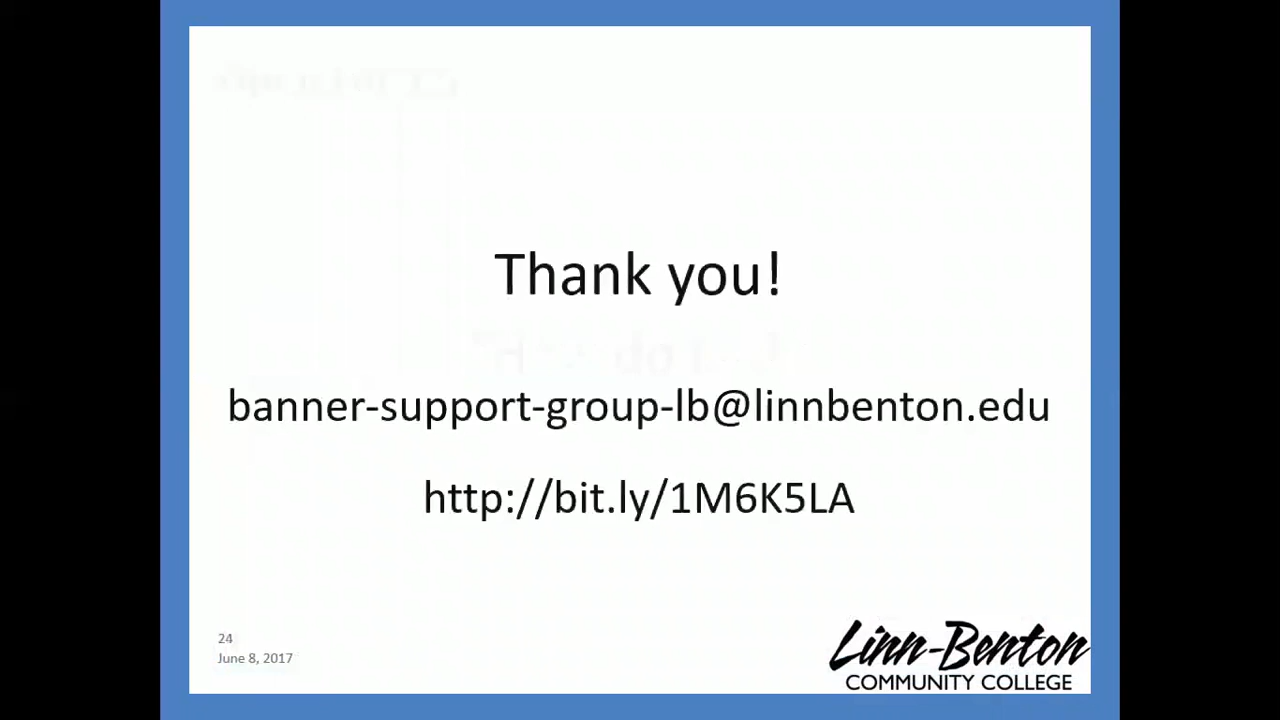 Thank you!
banner-support-group-lb@linnbenton.edu
http://bit.ly/1M6K5LA
24
June 8, 2017
Linn-Benton
COMMUNITY COLLEGE